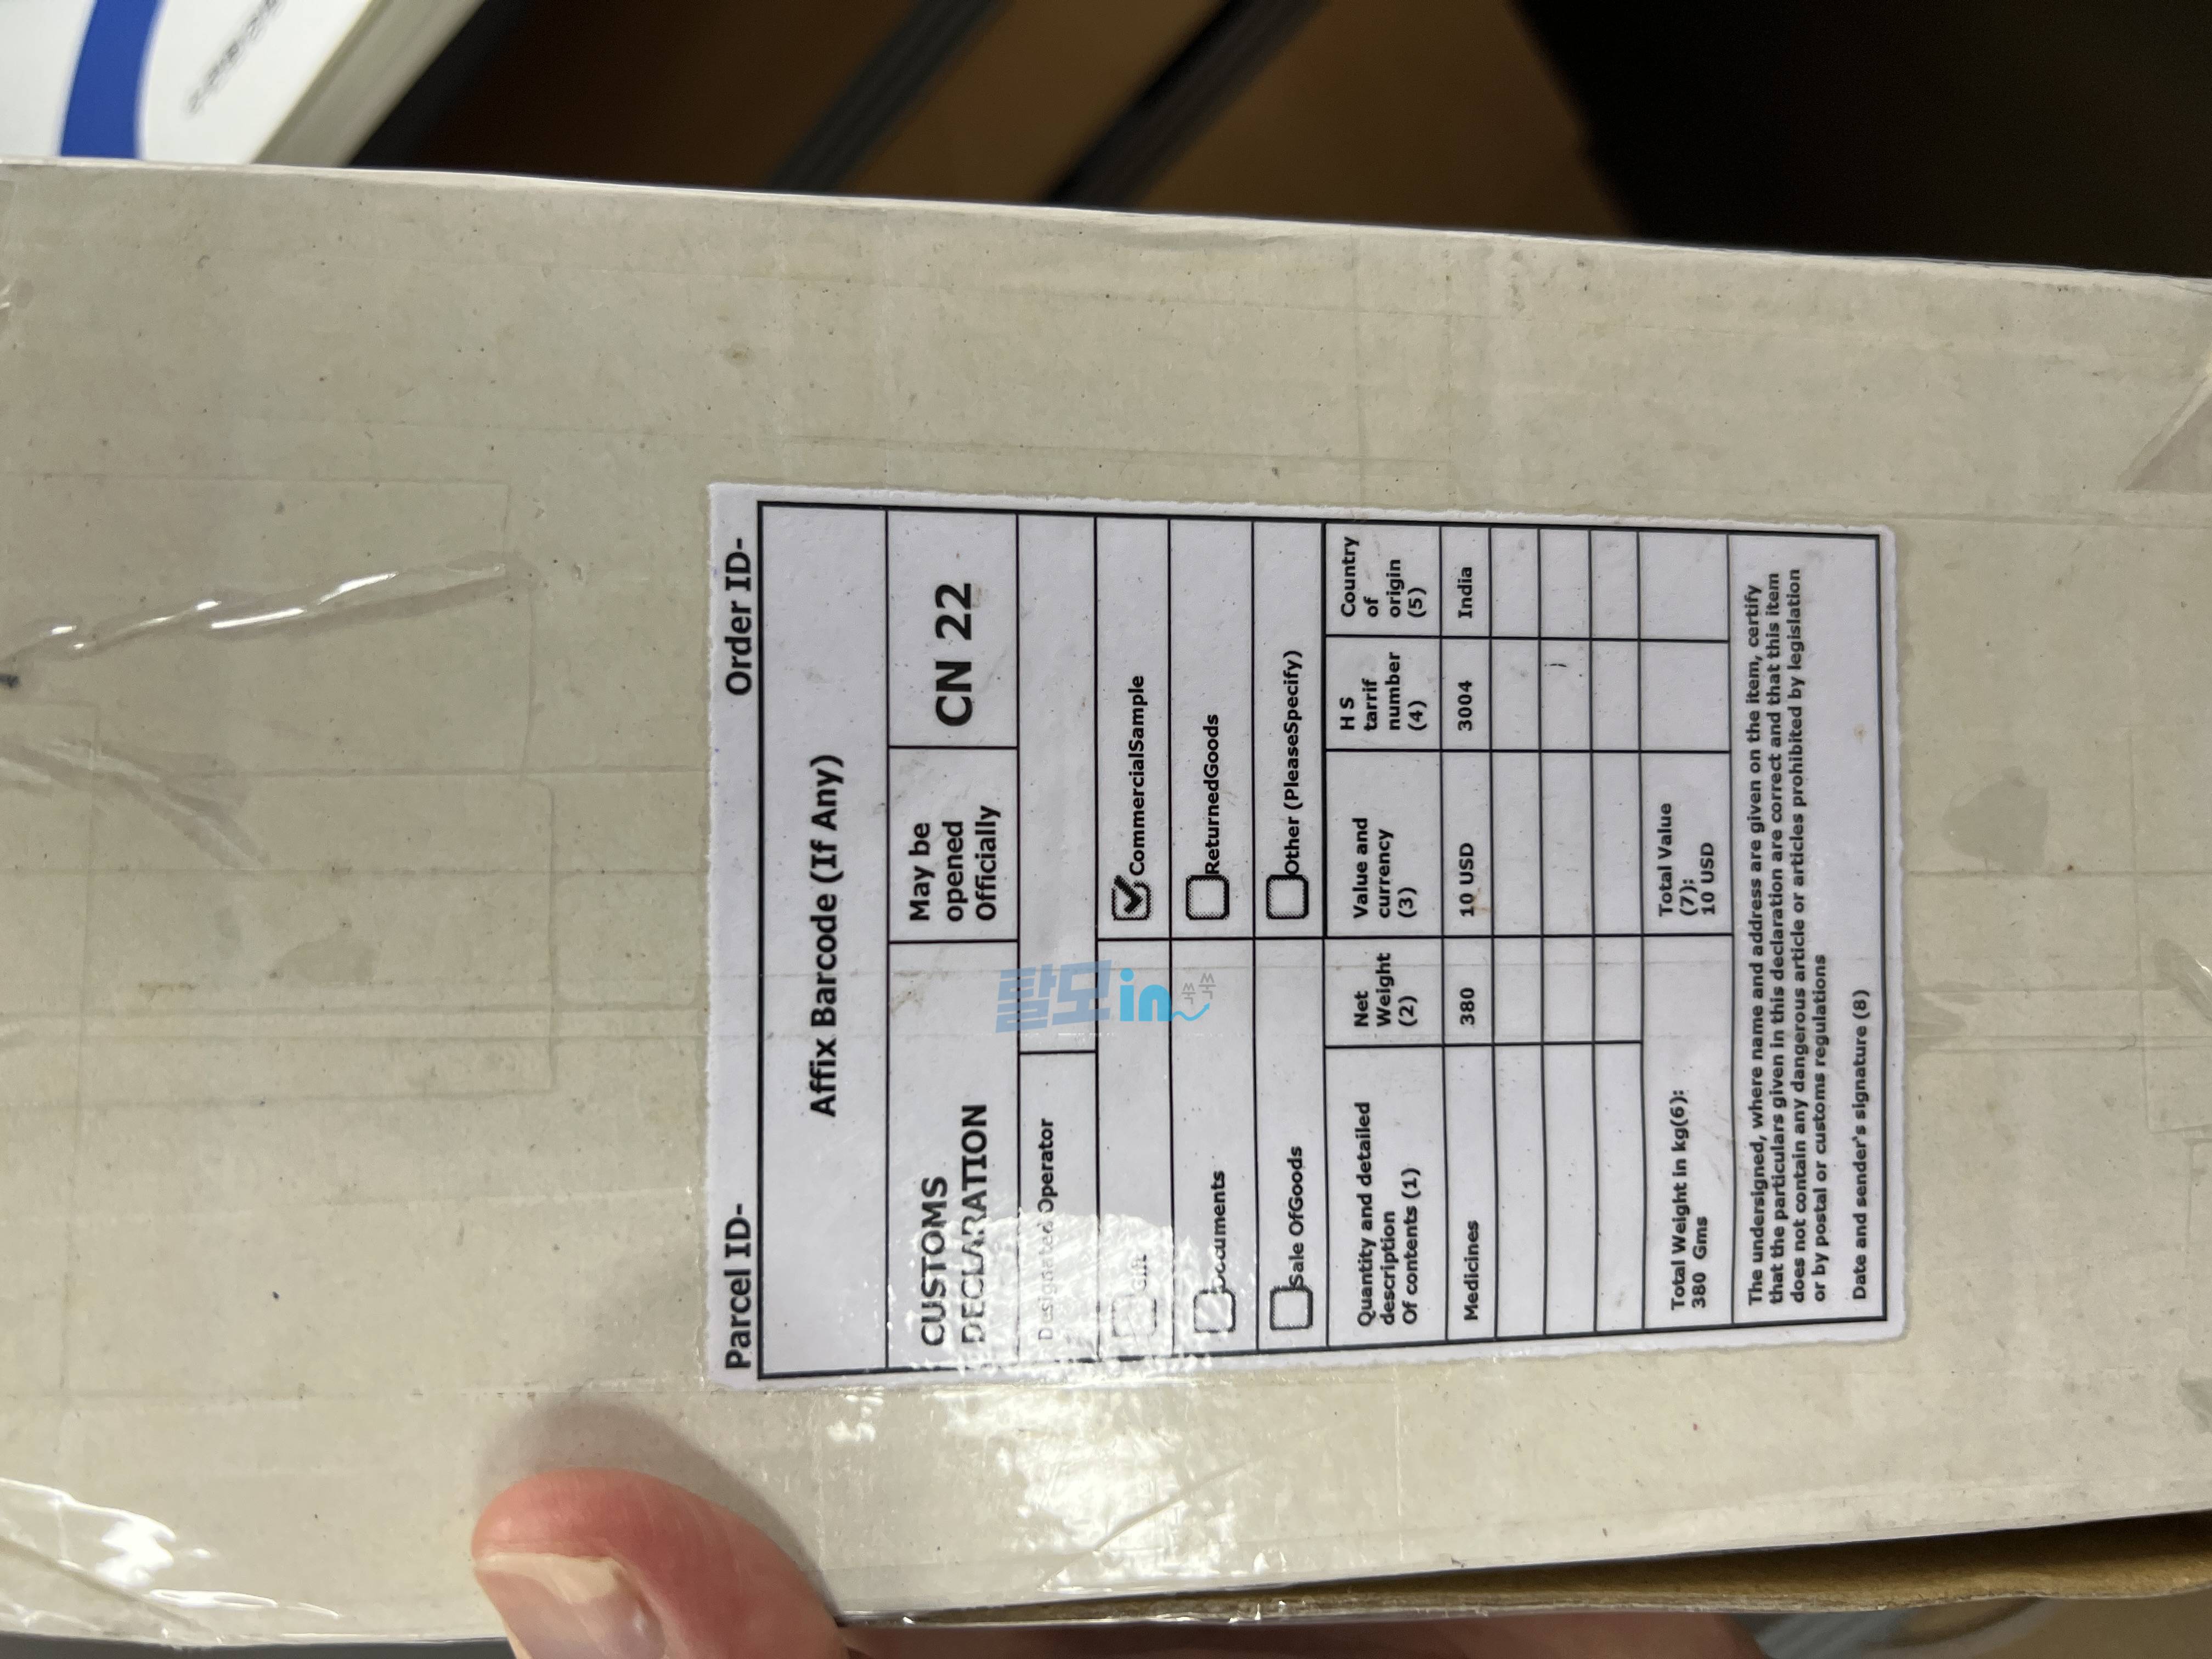 Parcel ID- Order ID-
Affix Barcode (If Any)
CUSTOMS
DECLARATION
May be
opened
Officially
CN 22
Designated Operator
Gift
CommercialSample
Documents
ReturnedGoods
Sale OfGoods
Other (PleaseSpecify)
Quantity and detailed
description
Of contents (1)
Net
Weight
(2)
Value and
currency
(3)
H S
tarrif
number
(4)
Country
of
origin
(5)
Medicines 380 10 USD 3004 India
Total Weight in kg(6):
380 Gms
Total Value
(7):
10 USD
The undersigned, where name and address are given on the item, certify
that the particulars given in this declaration are correct and that this item
does not contain any dangerous article or articles prohibited by legislation
or by postal or customs regulations
Date and sender's signature (8)
탈모in